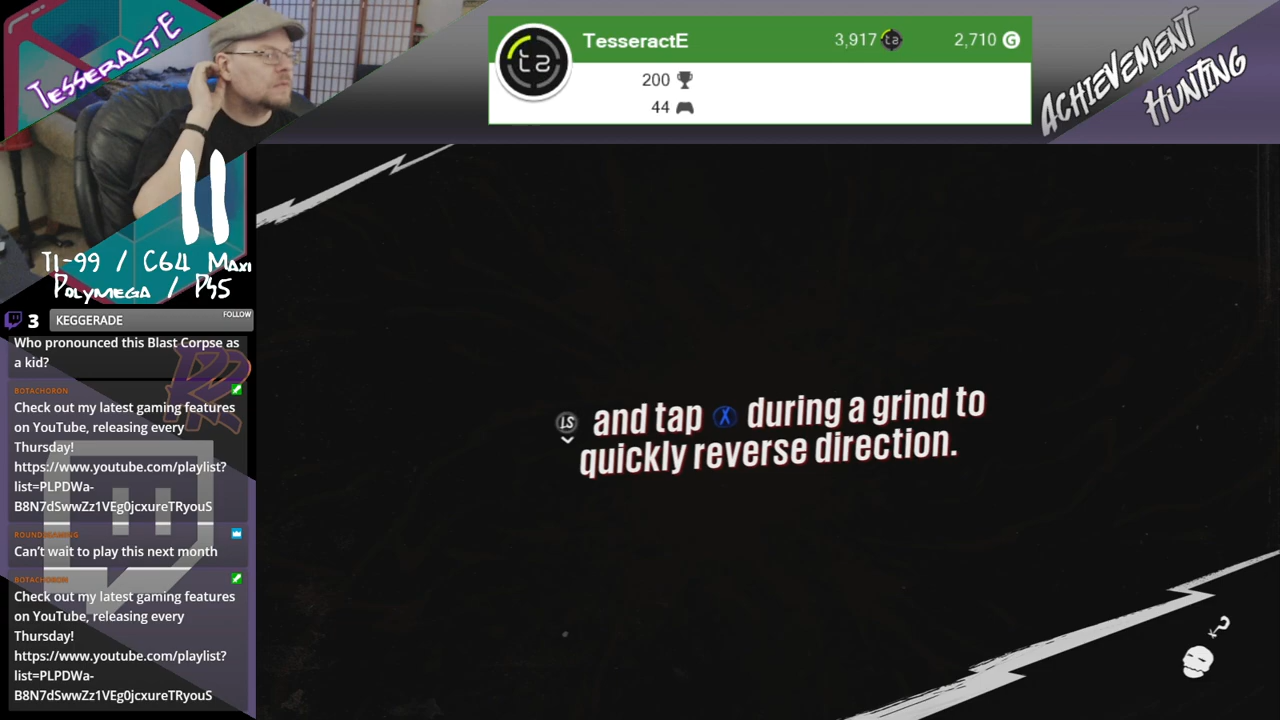 TESSERACTE
TI-99 / C64 MAXI
POLYMEGA / PS5
3 KEGGERADE FOLLOW
Who pronounced this Blast Corpse as
a kid?
BOTACHORON
Check out my latest gaming features
on YouTube, releasing every
Thursday!
https://www.youtube.com/playlist?
list=PLPDWa-
B8N7dSwwZz1VEg0jcxureTRyouS
Can't wait to play this next month
BOTACHORON
Check out my latest gaming features
on YouTube, releasing every
Thursday!
https://www.youtube.com/playlist?
list=PLPDWa-
B8N7dSwwZz1VEg0jcxureTRyouS
ta
TesseractE 3,917 ta 2,710 G
200
44
ACHIEVEMENT
HUNTING
LS and tap X during a grind to
quickly reverse direction.